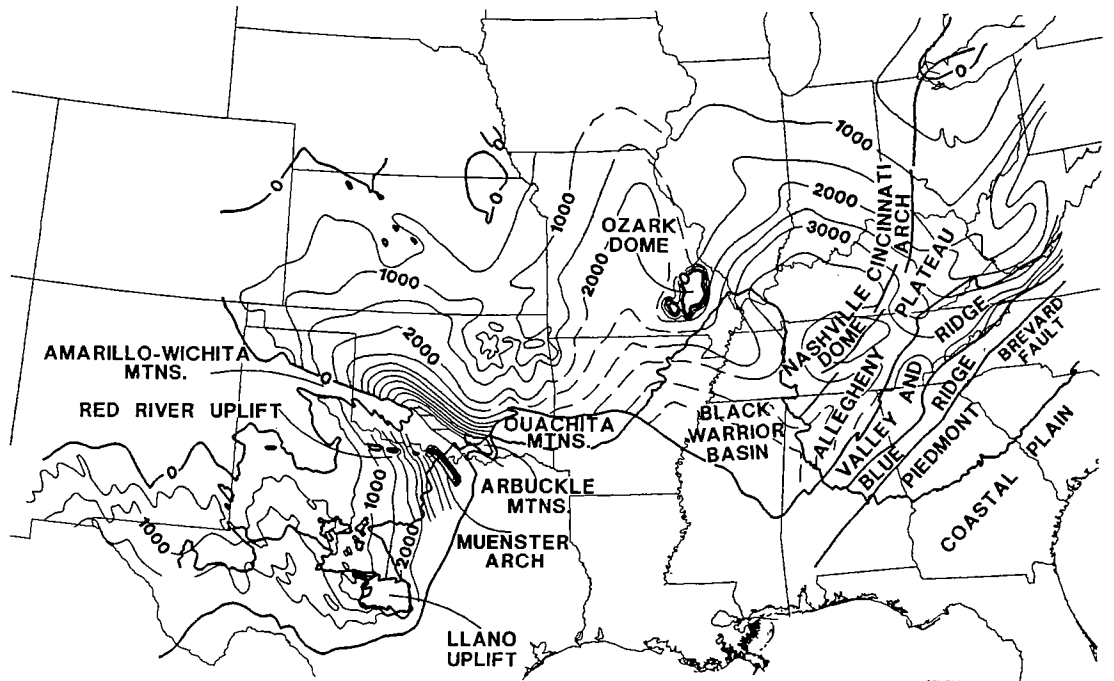 0
0
0
0
0
1000
1000
2000
CINCINNATI
ARCH
OZARK
DOME
3000
2000
1000
PLATEAU
NASHVILLE
DOME
RIDGE
BREVARD
FAULT
2000
AMARILLO-WICHITA
MTNS.
0
RED RIVER UPLIFT
OUACHITA
MTNS.
BLACK
WARRIOR
BASIN
ALLEGHENY
VALLEY AND
BLUE RIDGE
PIEDMONT
COASTAL PLAIN
0
1000
ARBUCKLE
MTNS.
1000
2000
MUENSTER
ARCH
LLANO
UPLIFT